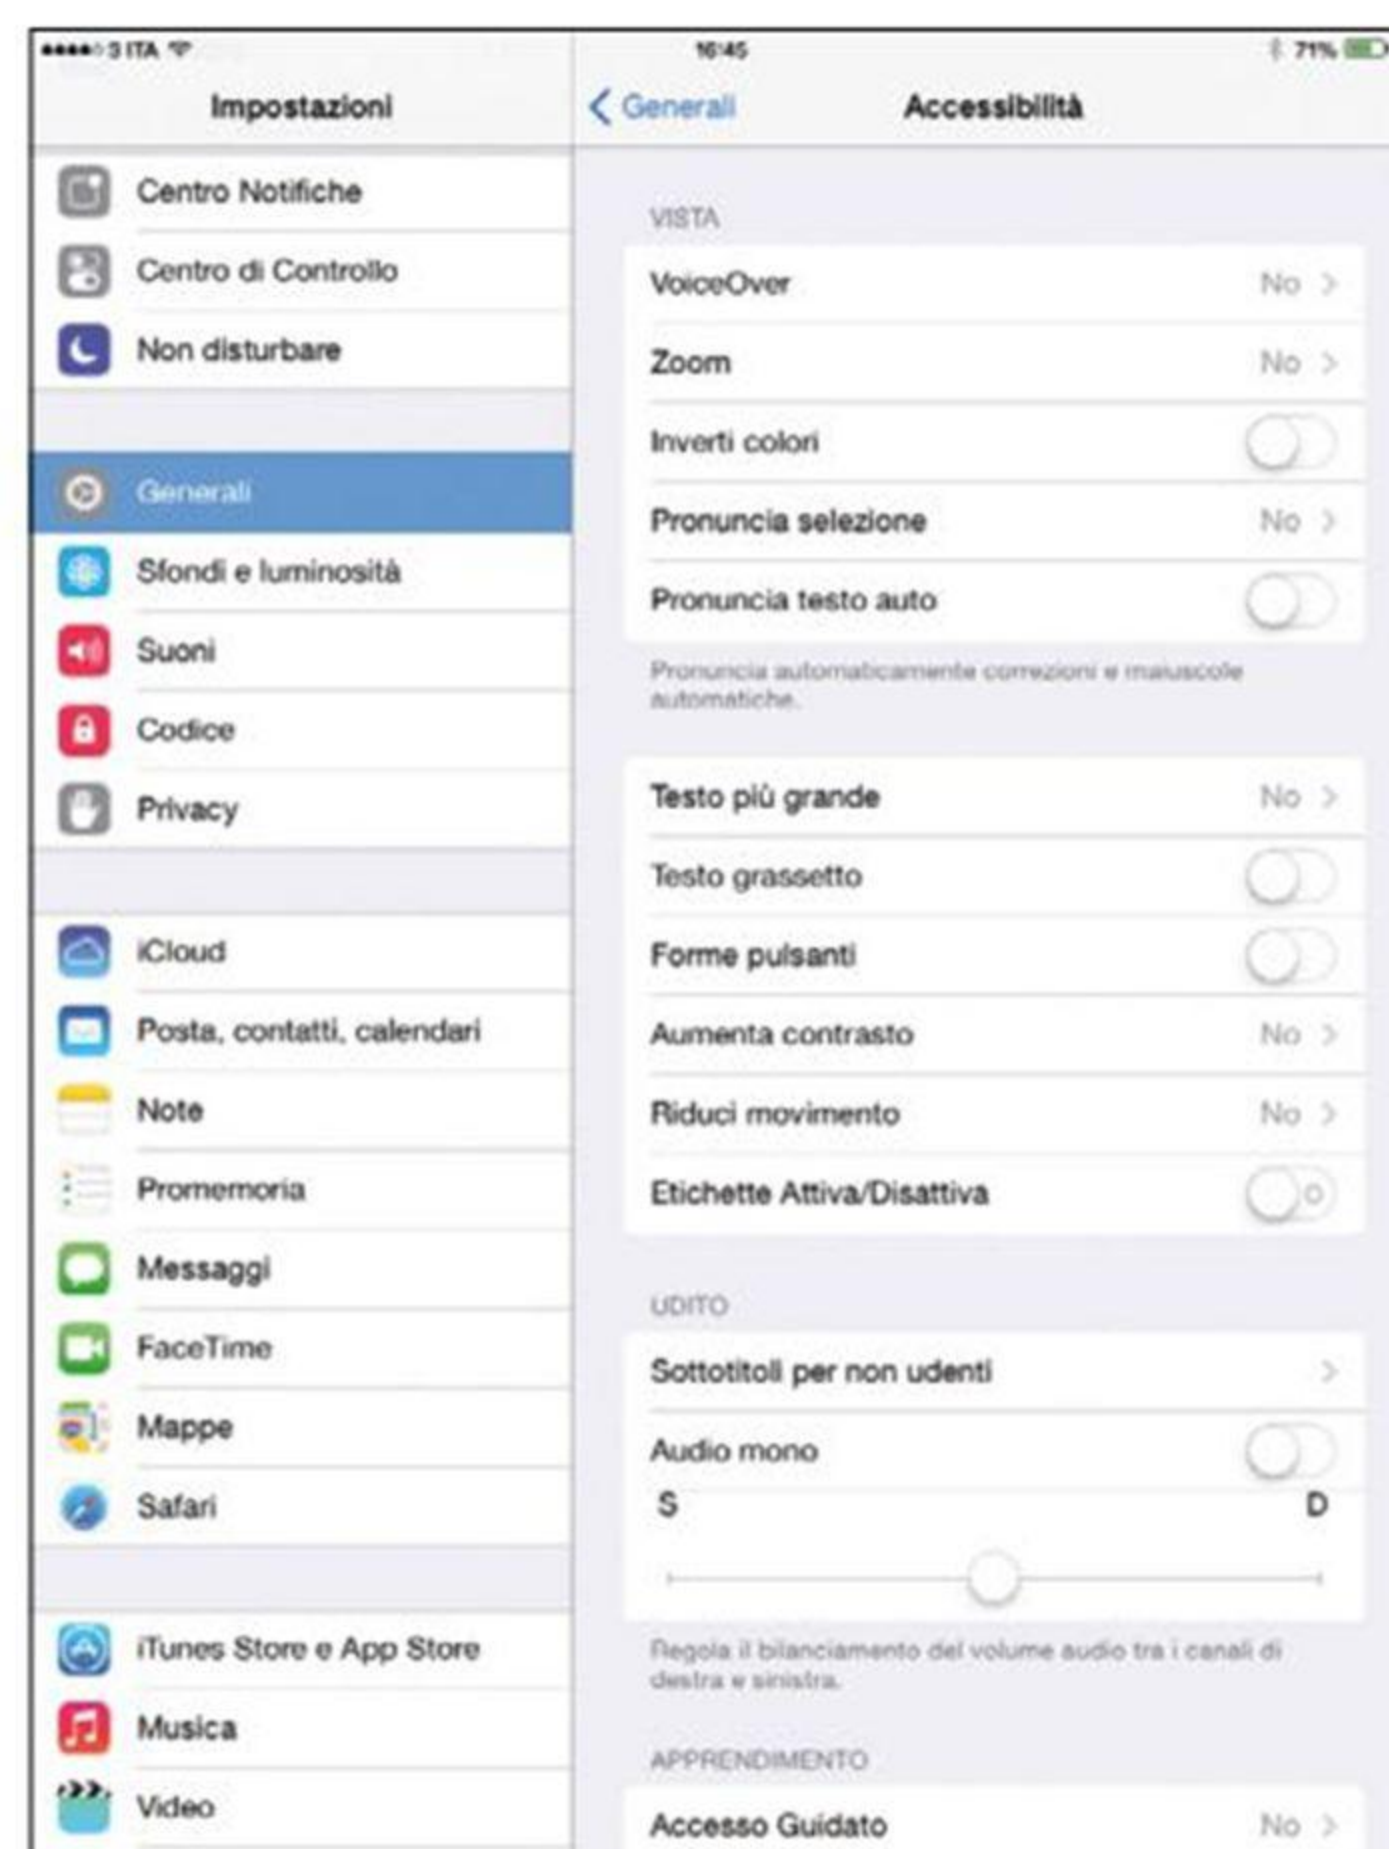 3 ITA
16:45
71%
Impostazioni
Generali
Accessibilità
Centro Notifiche
Centro di Controllo
Non disturbare
Generali
Sfondi e luminosità
Suoni
Codice
Privacy
iCloud
Posta, contatti, calendari
Note
Promemoria
Messaggi
FaceTime
Mappe
Safari
iTunes Store e App Store
Musica
Video
VISTA
VoiceOver No
Zoom No
Inverti colori
Pronuncia selezione No
Pronuncia testo auto
Pronuncia automaticamente correzioni e maiuscole
automatiche.
Testo più grande No
Testo grassetto
Forme pulsanti
Aumenta contrasto No
Riduci movimento No
Etichette Attiva/Disattiva
UDITO
Sottotitoli per non udenti
Audio mono
S D
Regola il bilanciamento del volume audio tra i canali di
destra e sinistra.
APPRENDIMENTO
Accesso Guidato No